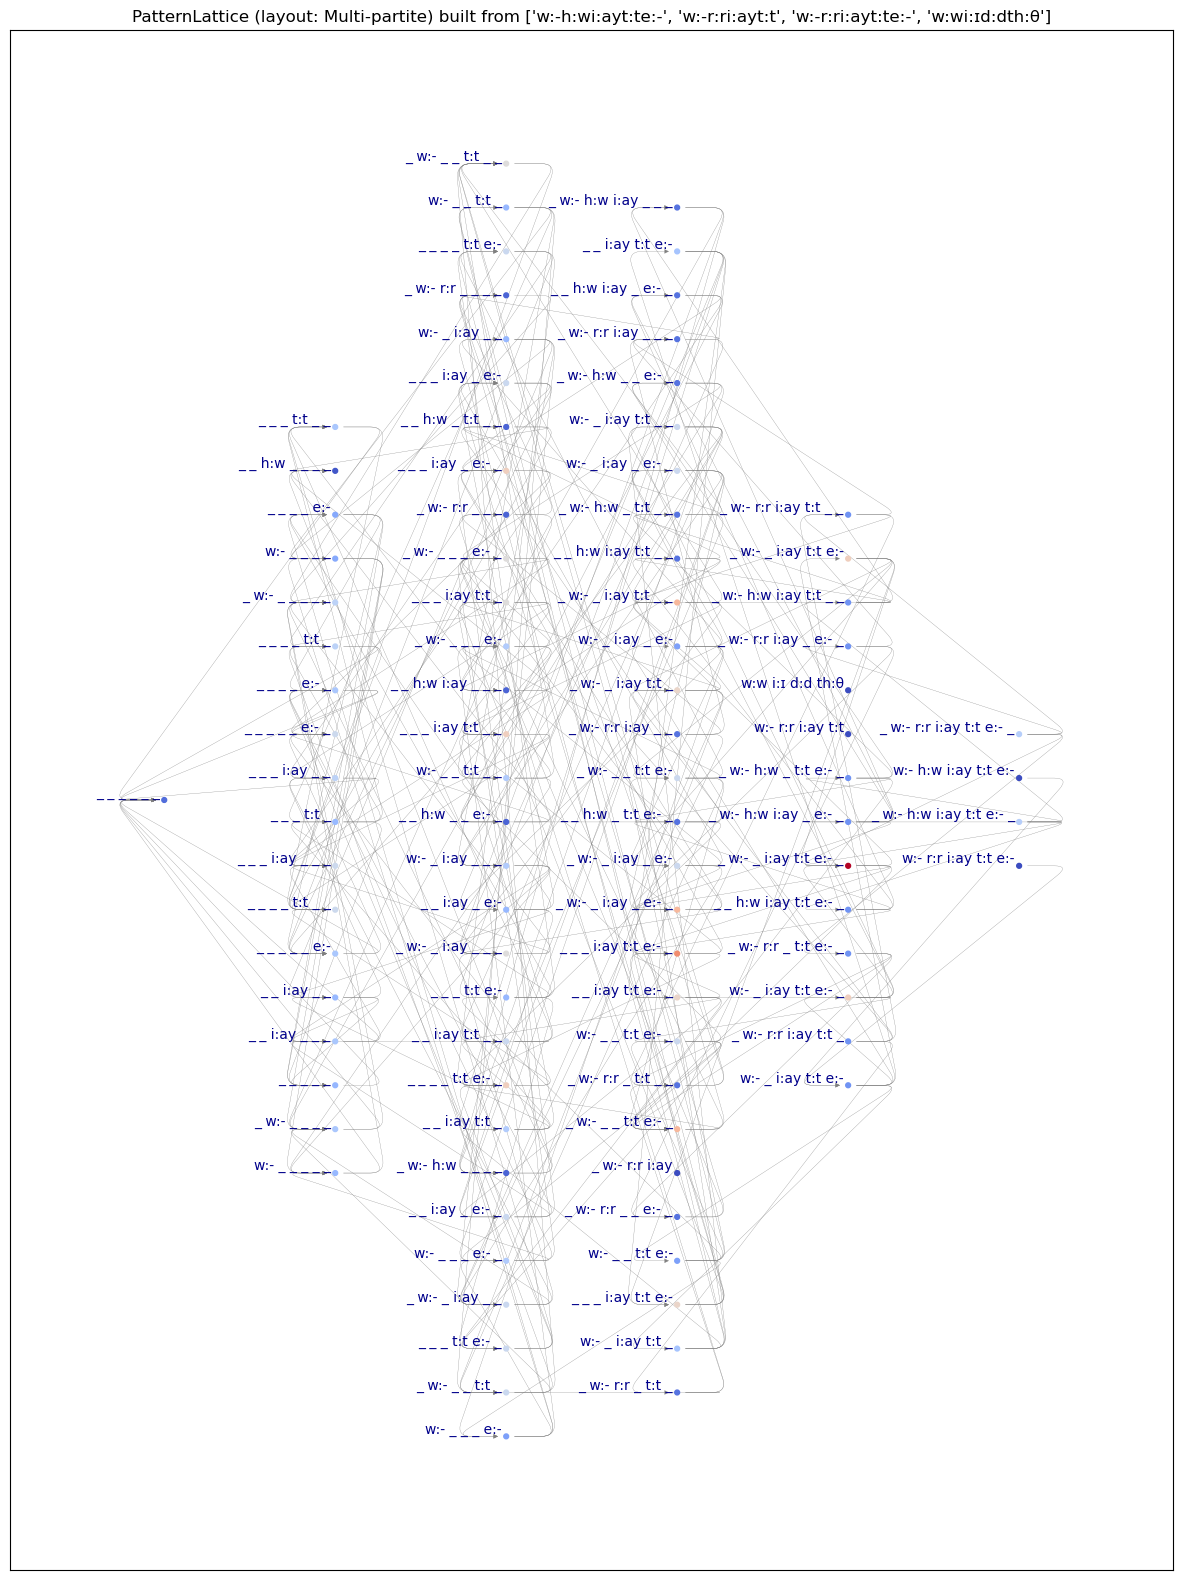 PatternLattice (layout: Multi-partite) built from ['w:-h:wi:ayt:te:-', 'w:-r:ri:ayt:t', 'w:-r:ri:ayt:te:-', 'w:wi:ɪd:dth:θ']
_ _ _ _ _ _ _
_ _ _ t:t _ _
_ _ h:w _ _ _ _
_ _ _ _ _ e:-
w:- _ _ _ _ _
_ w:- _ _ _ _ _
_ _ _ _ t:t _
_ _ _ _ e:- _
_ _ _ _ _ e:- _
_ _ _ i:ay _ _
_ _ _ t:t _
_ _ _ i:ay _ _ _
_ _ _ _ t:t _ _
_ _ _ _ _ e:-
_ _ i:ay _ _
_ _ i:ay _ _ _
_ _ _ _ _
_ w:- _ _ _ _
w:- _ _ _ _ _
_ w:- _ _ t:t _ _
w:- _ _ t:t _
_ _ _ _ t:t e:-
_ w:- r:r _ _ _ _
w:- _ i:ay _ _
_ _ _ i:ay _ e:-
_ _ h:w _ t:t _ _
_ _ _ i:ay _ e:- _
_ w:- r:r _ _ _
_ w:- _ _ _ e:- _
_ _ _ i:ay t:t _
w:- _ _ _ e:-
_ _ h:w i:ay _ _ _
_ _ _ i:ay t:t _ _
w:- _ _ t:t _ _
_ _ h:w _ _ e:- _
w:- _ i:ay _ _ _
_ _ i:ay _ e:- _
_ w:- _ i:ay _ _ _
_ _ _ t:t e:- _
_ _ i:ay t:t _ _
_ _ _ _ t:t e:- _
_ _ i:ay t:t _
_ w:- h:w _ _ _ _
_ _ i:ay _ e:- _
w:- _ _ _ e:- _
_ w:- _ i:ay _ _
_ _ _ t:t e:- _
_ w:- _ _ t:t _
w:- _ _ _ e:-
_ w:- h:w i:ay _ _ _
_ _ i:ay t:t e:-
_ _ h:w i:ay _ e:- _
_ w:- r:r i:ay _ _ _
_ w:- h:w _ _ e:- _
w:- _ i:ay t:t _
w:- _ i:ay _ e:- _
_ w:- h:w _ t:t _
_ _ h:w i:ay t:t _ _
_ w:- _ i:ay t:t _ _
w:- _ i:ay _ e:-
_ w:- _ i:ay t:t _
_ w:- r:r i:ay _ _
_ w:- _ _ t:t e:- _
_ h:w _ t:t e:- _
_ w:- _ i:ay _ e:-
_ w:- _ i:ay _ e:- _
_ _ _ i:ay t:t e:- _
_ _ i:ay t:t e:- _
w:- _ _ t:t e:- _
_ w:- r:r _ t:t _
_ w:- _ _ t:t e:- _
_ w:- r:r i:ay
_ w:- r:r _ _ e:- _
w:- _ _ t:t e:-
_ _ _ i:ay t:t e:-
w:- _ i:ay t:t _
_ w:- r:r _ t:t _
_ w:- r:r i:ay t:t _ _
_ w:- _ i:ay t:t e:-
_ w:- h:w i:ay t:t _ _
_ w:- r:r i:ay _ e:- _
w:w i:ɪ d:d th:θ
w:- r:r i:ay t:t
_ w:- h:w _ t:t e:- _
_ w:- h:w i:ay _ e:- _
_ w:- _ i:ay t:t e:- _
_ _ h:w i:ay t:t e:- _
_ w:- r:r _ t:t e:- _
w:- _ i:ay t:t e:- _
_ w:- r:r i:ay t:t _
w:- _ i:ay t:t e:-
_ w:- r:r i:ay t:t e:- _
w:- h:w i:ay t:t e:-
_ w:- h:w i:ay t:t e:- _
w:- r:r i:ay t:t e:-